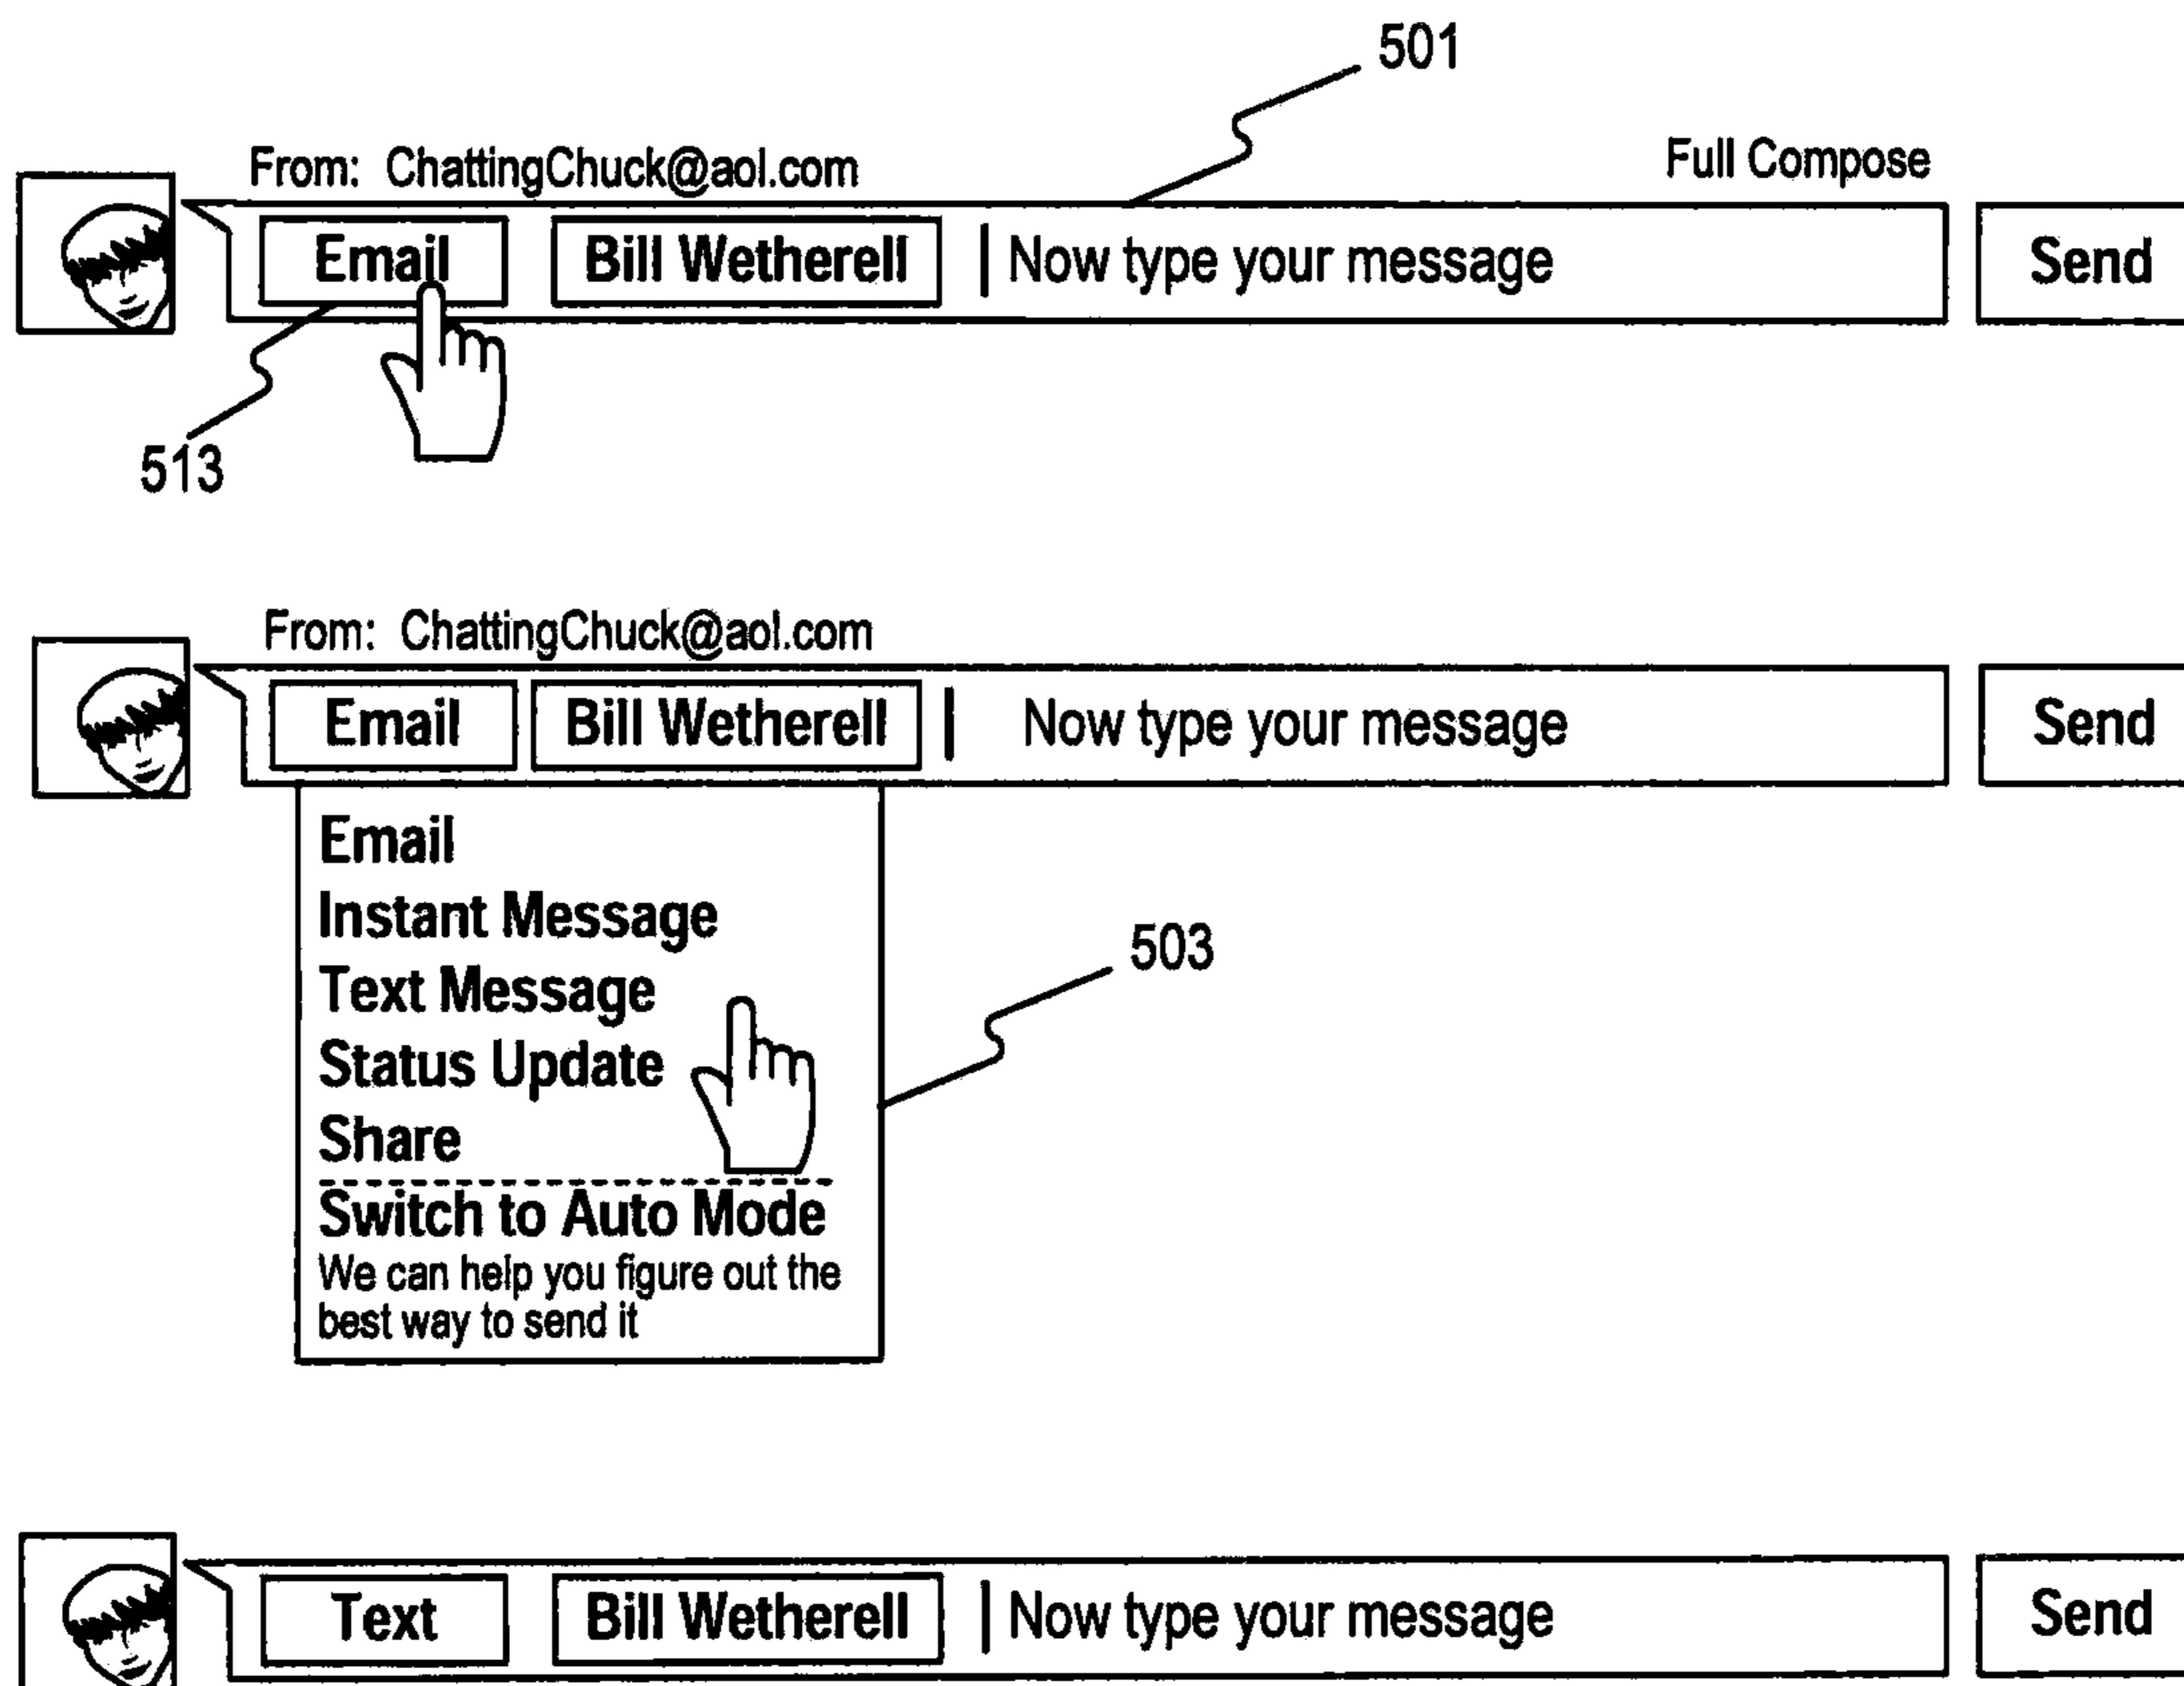 501
From: ChattingChuck@aol.com Full Compose
Email Bill Wetherell Now type your message Send
513
From: ChattingChuck@aol.com
Email Bill Wetherell Now type your message Send
Email
Instant Message
503
Text Message
Status Update
Share
Switch to Auto Mode
We can help you figure out the
best way to send it
Text Bill Wetherell Now type your message Send